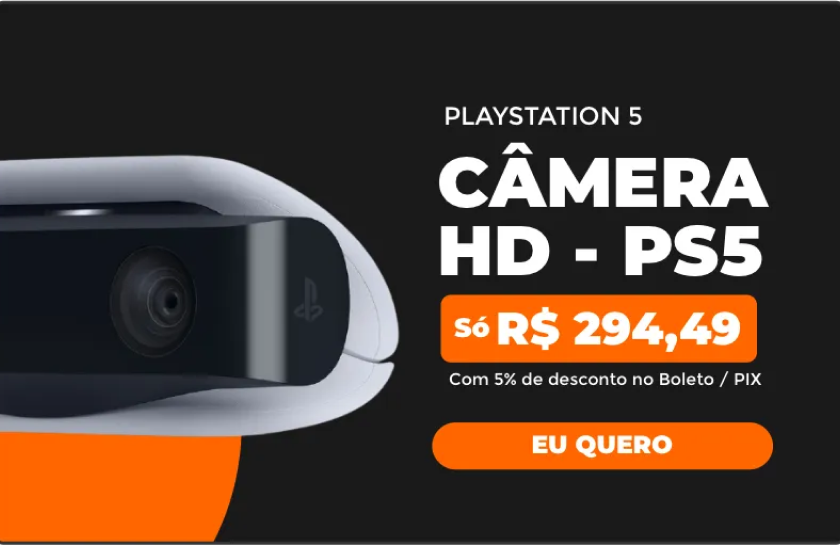 PLAYSTATION 5
CÂMERA
HD - PS5
Só R$ 294,49
Com 5% de desconto no Boleto / PIX
EU QUERO